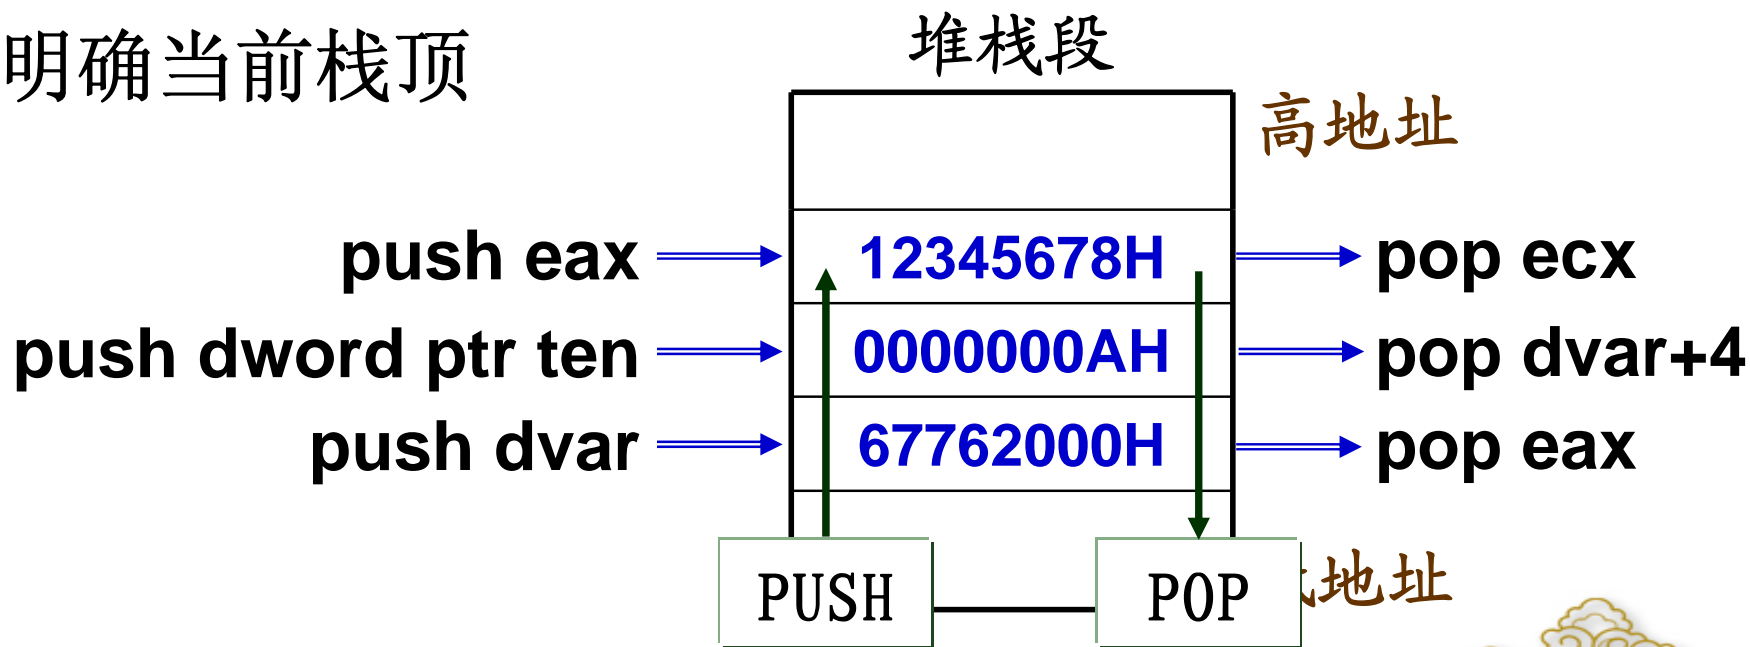 明确当前栈顶
堆栈段
高地址
push eax 12345678H pop ecx
push dword ptr ten 0000000AH pop dvar+4
push dvar 67762000H pop eax
PUSH POP 地址